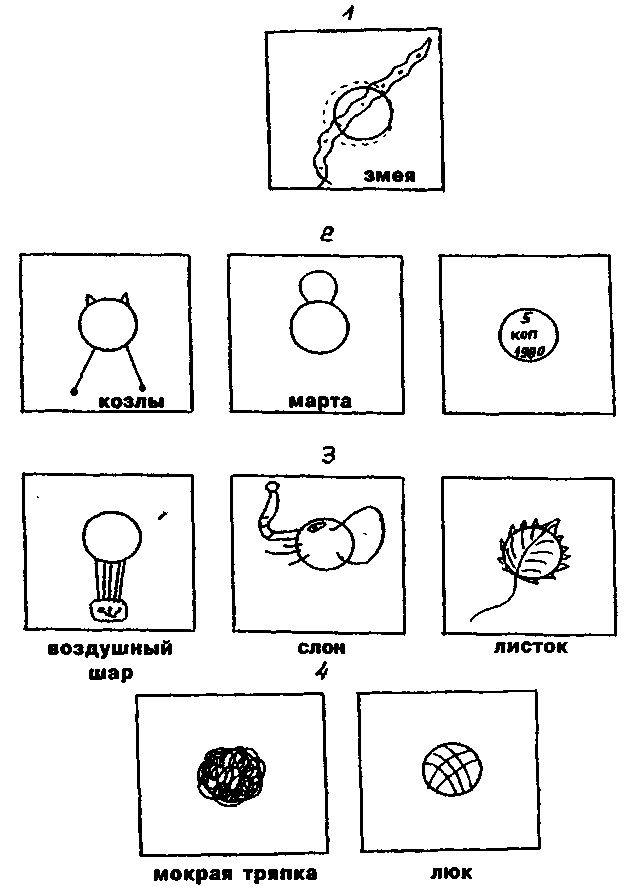 1
змея
2
козлы
марта
5
коп
1980
3
воздушный
шар
слон
листок
4
мокрая тряпка
люк